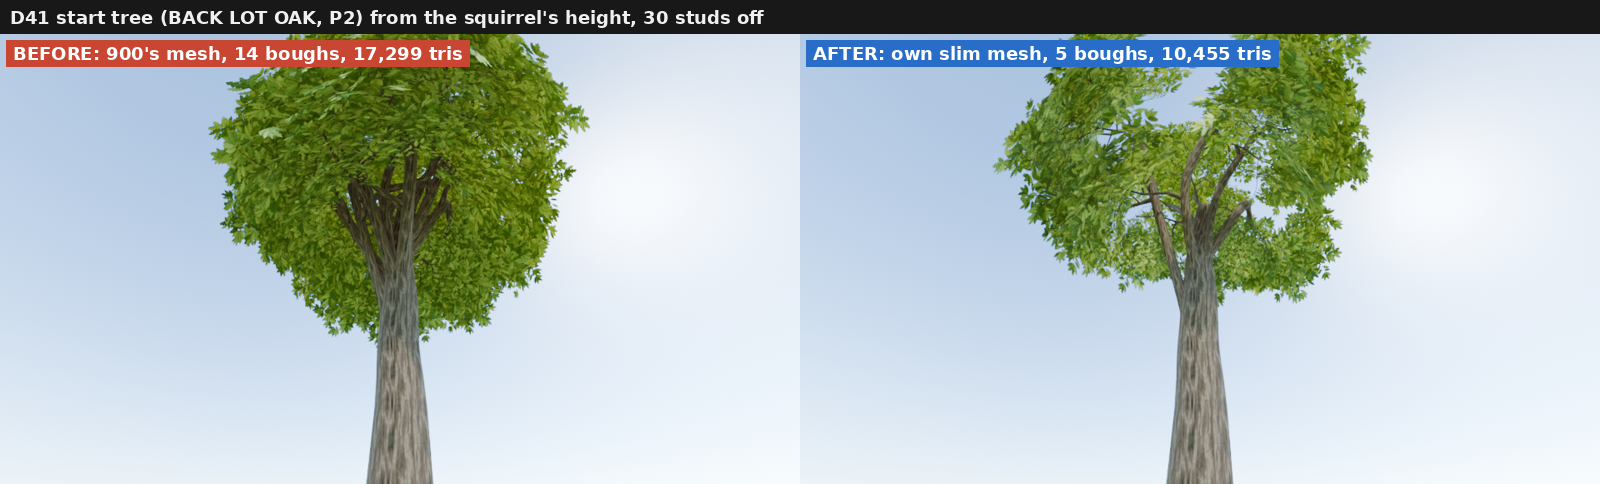 D41 start tree (BACK LOT OAK, P2) from the squirrel's height, 30 studs off
BEFORE: 900's mesh, 14 boughs, 17,299 tris
AFTER: own slim mesh, 5 boughs, 10,455 tris